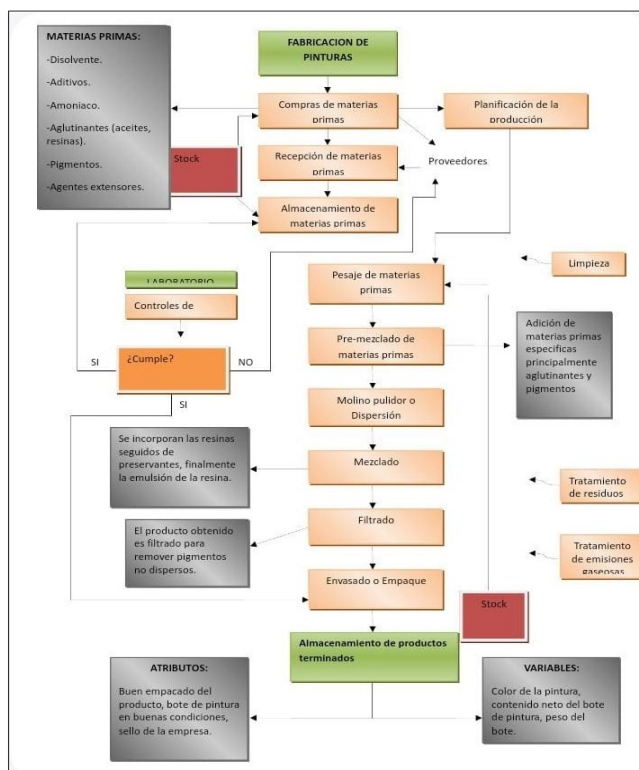 MATERIAS PRIMAS:
-Disolvente.
-Aditivos.
-Amoniaco.
-Aglutinantes (aceites,
resinas).
-Pigmentos.
-Agentes extensores.
FABRICACION DE
PINTURAS
Compras de materias
primas
Planificación de la
producción
Stock
Recepción de materias
primas
Proveedores
Almacenamiento de
materias primas
LABORATORIO
Controles de
¿Cumple?
SI
NO
SI
Pesaje de materias
primas
Limpieza
Pre-mezclado de
materias primas
Adición de
materias primas
especificas
principalmente
aglutinantes y
pigmentos
Molino pulidor o
Dispersión
Se incorporan las resinas
seguidos de
preservantes, finalmente
la emulsión de la resina.
Mezclado
Tratamiento
de residuos
El producto obtenido
es filtrado para
remover pigmentos
no dispersos.
Filtrado
Tratamiento
de emisiones
gaseosas
Envasado o Empaque
Stock
Almacenamiento de productos
terminados
ATRIBUTOS:
Buen empacado del
producto, bote de pintura
en buenas condiciones,
sello de la empresa.
VARIABLES:
Color de la pintura,
contenido neto del bote
de pintura, peso del
bote.